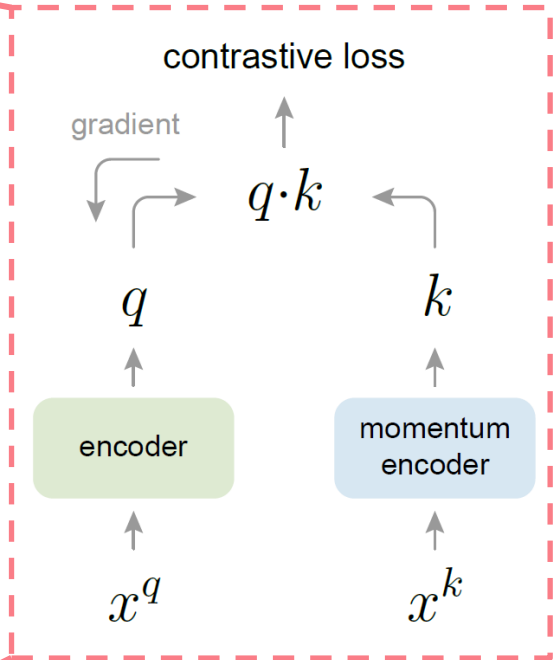 contrastive loss
gradient
q·k
q
k
encoder
momentum
encoder
x^q
x^k